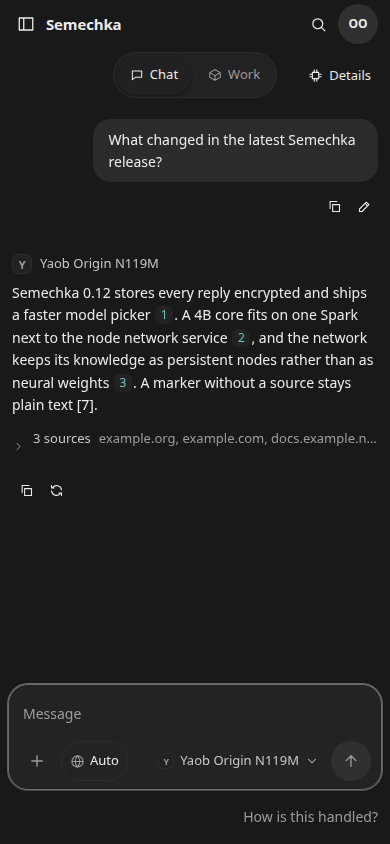 Semechka
OO
Chat
Work
Details
What changed in the latest Semechka
release?
Y
Yaob Origin N119M
Semechka 0.12 stores every reply encrypted and ships
a faster model picker 1 . A 4B core fits on one Spark
next to the node network service 2 , and the network
keeps its knowledge as persistent nodes rather than as
neural weights 3 . A marker without a source stays
plain text [7].
3 sources example.org, example.com, docs.example.n...
Message
Auto
Y Yaob Origin N119M
How is this handled?